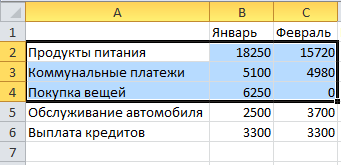 A B C
1 Январь Февраль
2 Продукты питания 18250 15720
3 Коммунальные платежи 5100 4980
4 Покупка вещей 6250 0
5 Обслуживание автомобиля 2500 3700
6 Выплата кредитов 3300 3300
7